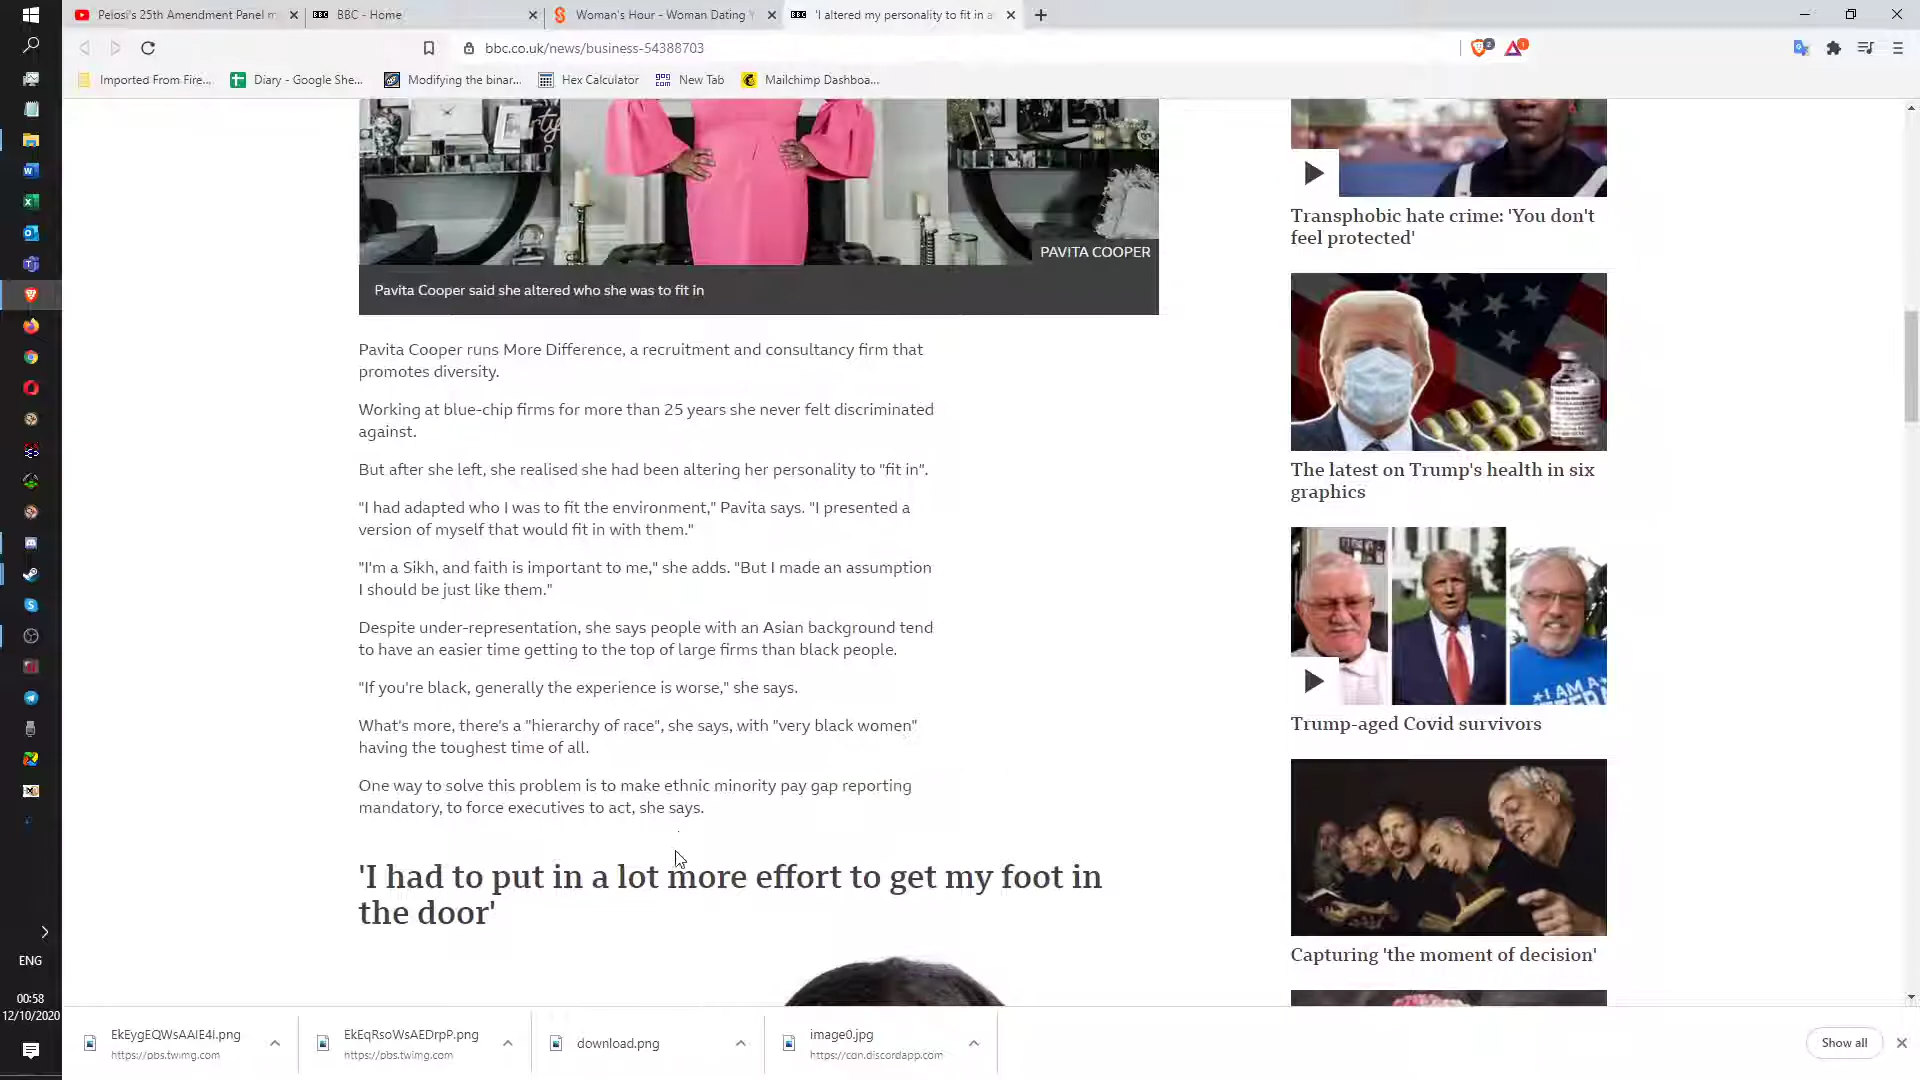 Pelosi's 25th Amendment Panel m
BBC - Home
Woman's Hour - Woman Dating Y
'I altered my personality to fit in a
bbc.co.uk/news/business-54388703
Imported From Fire...
Diary - Google She...
Modifying the binar...
Hex Calculator
New Tab
Mailchimp Dashboa...
PAVITA COOPER
Pavita Cooper said she altered who she was to fit in
Pavita Cooper runs More Difference, a recruitment and consultancy firm that
promotes diversity.
Working at blue-chip firms for more than 25 years she never felt discriminated
against.
But after she left, she realised she had been altering her personality to "fit in".
"I had adapted who I was to fit the environment," Pavita says. "I presented a
version of myself that would fit in with them."
"I'm a Sikh, and faith is important to me," she adds. "But I made an assumption
I should be just like them."
Despite under-representation, she says people with an Asian background tend
to have an easier time getting to the top of large firms than black people.
"If you're black, generally the experience is worse," she says.
What's more, there's a "hierarchy of race", she says, with "very black women"
having the toughest time of all.
One way to solve this problem is to make ethnic minority pay gap reporting
mandatory, to force executives to act, she says.
'I had to put in a lot more effort to get my foot in
the door'
Transphobic hate crime: 'You don't
feel protected'
The latest on Trump's health in six
graphics
I AM A
Trump-aged Covid survivors
Capturing 'the moment of decision'
ENG
00:58
12/10/2020
EkEygEQWsAAIE4I.png
https://pbs.twimg.com
EkEqRsoWsAEDrpP.png
https://pbs.twimg.com
download.png
image0.jpg
https://cdn.discordapp.com
Show all